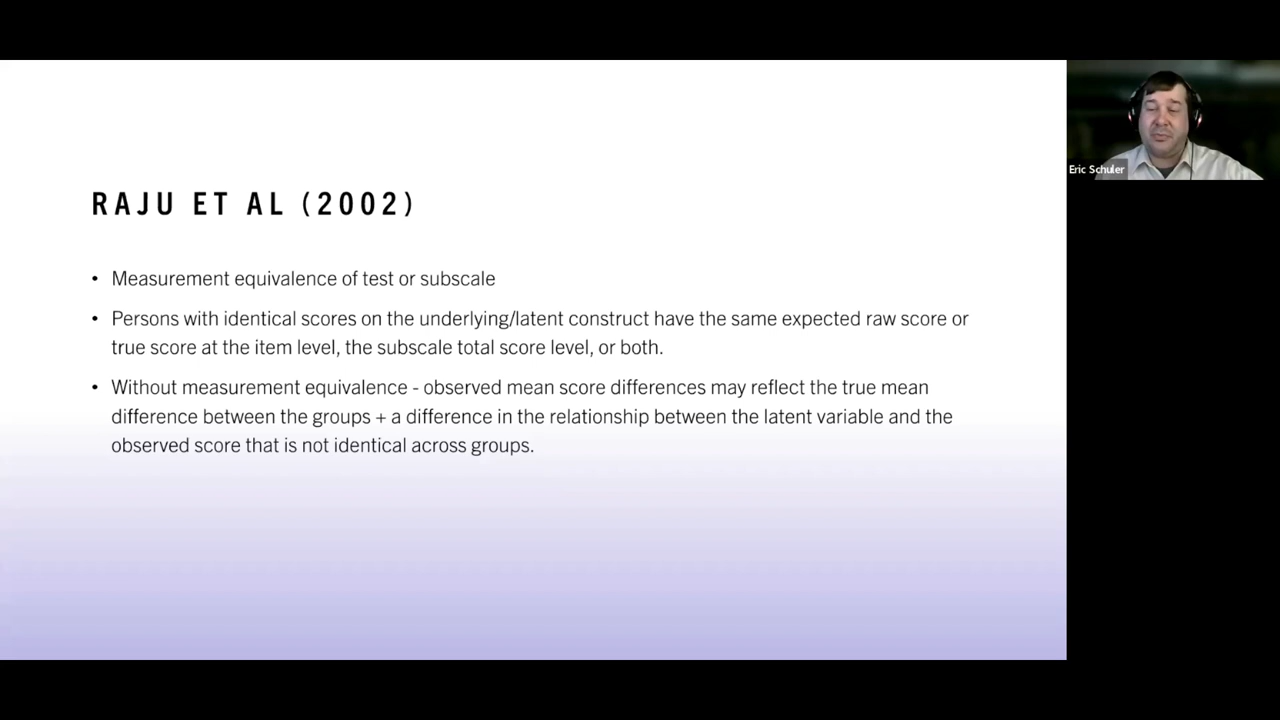 RAJU ET AL (2002)
• Measurement equivalence of test or subscale
• Persons with identical scores on the underlying/latent construct have the same expected raw score or
true score at the item level, the subscale total score level, or both.
• Without measurement equivalence - observed mean score differences may reflect the true mean
difference between the groups + a difference in the relationship between the latent variable and the
observed score that is not identical across groups.
Eric Schuler